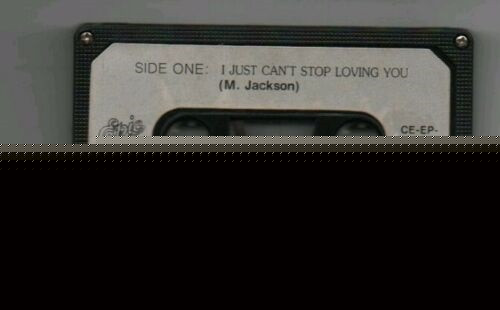 SIDE ONE: I JUST CAN'T STOP LOVING YOU
(M. Jackson)
Epic
CE-EP-